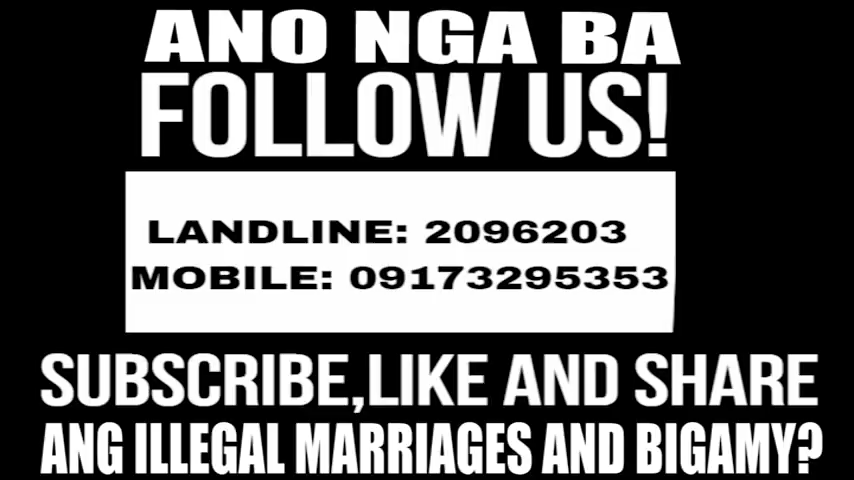 ANO NGA BA
FOLLOW US!
LANDLINE: 2096203
MOBILE: 09173295353
SUBSCRIBE,LIKE AND SHARE
ANG ILLEGAL MARRIAGES AND BIGAMY?